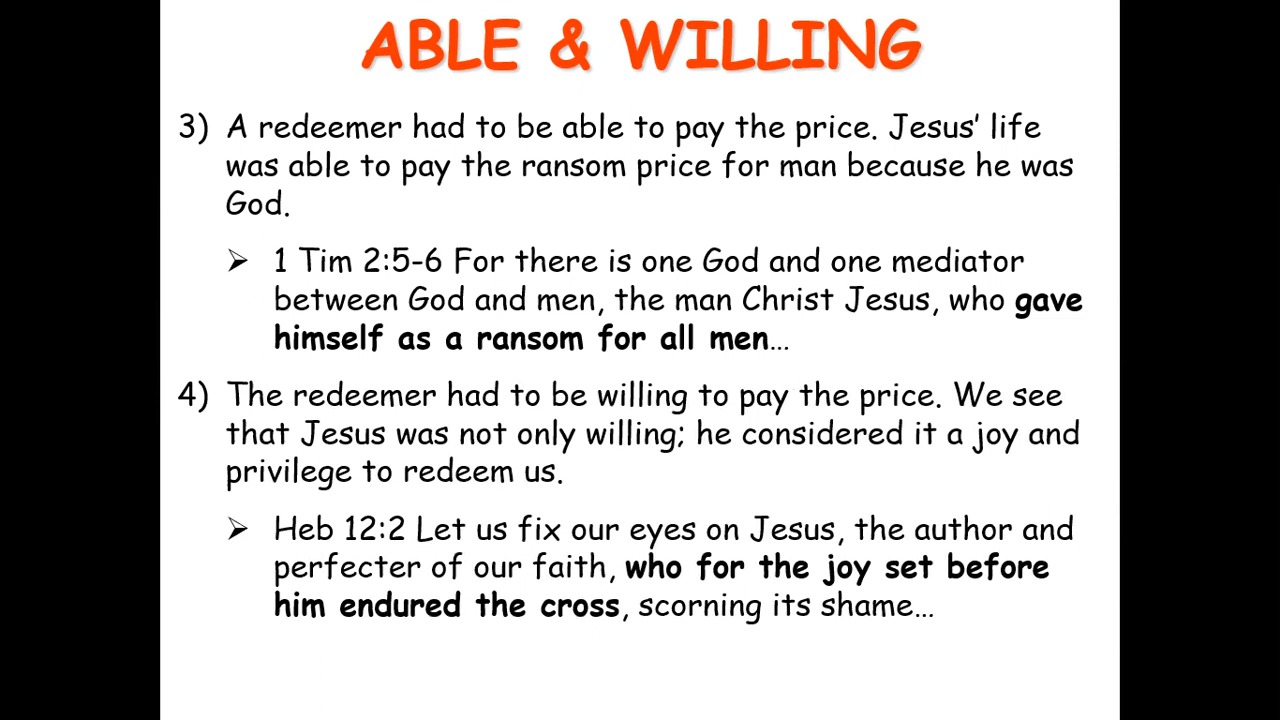 ABLE & WILLING
3) A redeemer had to be able to pay the price. Jesus’ life
was able to pay the ransom price for man because he was
God.
➢ 1 Tim 2:5-6 For there is one God and one mediator
between God and men, the man Christ Jesus, who gave
himself as a ransom for all men…
4) The redeemer had to be willing to pay the price. We see
that Jesus was not only willing; he considered it a joy and
privilege to redeem us.
➢ Heb 12:2 Let us fix our eyes on Jesus, the author and
perfecter of our faith, who for the joy set before
him endured the cross, scorning its shame…